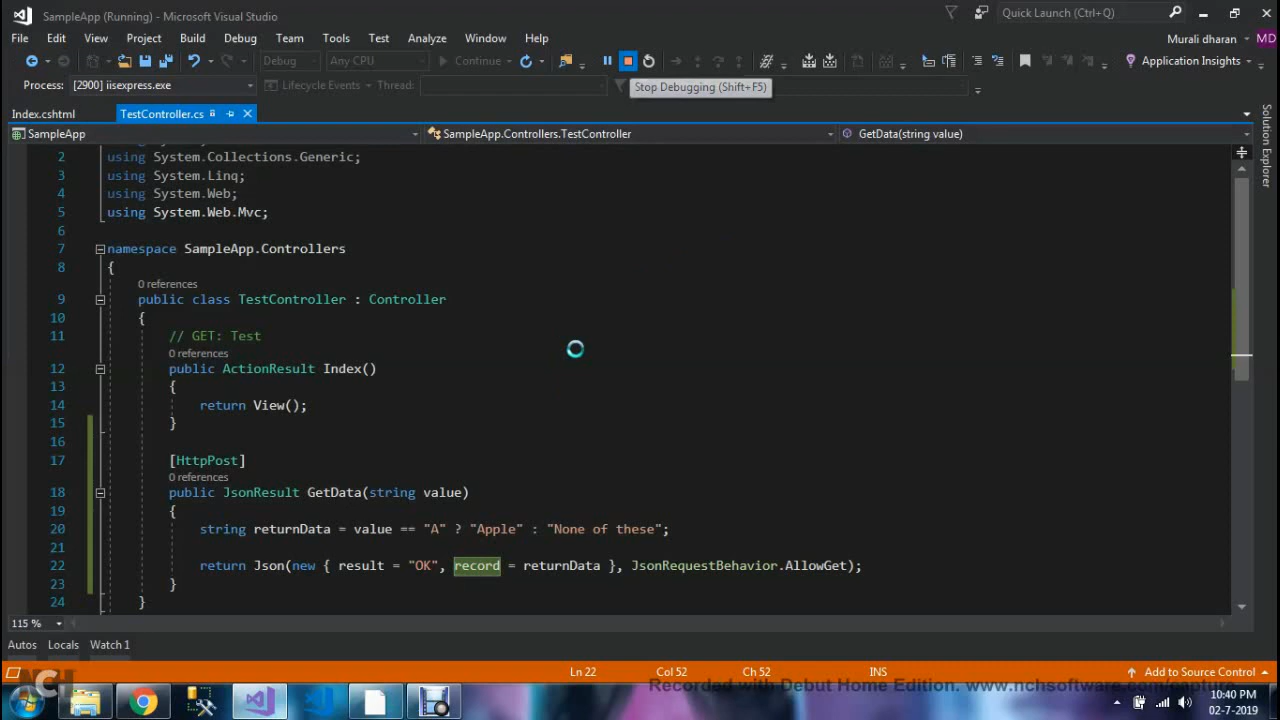 SampleApp (Running) - Microsoft Visual Studio
Quick Launch (Ctrl+Q)
File Edit View Project Build Debug Team Tools Test Analyze Window Help
Murali dharan MD
Debug Any CPU Continue Application Insights
Process: [2900] iisexpress.exe Lifecycle Events Thread:
Stop Debugging (Shift+F5)
Index.cshtml TestController.cs
SampleApp SampleApp.Controllers.TestController GetData(string value)
Solution Explorer
2 using System.Collections.Generic;
3 using System.Linq;
4 using System.Web;
5 using System.Web.Mvc;
6
7 namespace SampleApp.Controllers
8 {
0 references
9 public class TestController : Controller
10 {
11 // GET: Test
0 references
12 public ActionResult Index()
13 {
14 return View();
15 }
16
17 [HttpPost]
0 references
18 public JsonResult GetData(string value)
19 {
20 string returnData = value == "A" ? "Apple" : "None of these";
21
22 return Json(new { result = "OK", record = returnData }, JsonRequestBehavior.AllowGet);
23 }
24 }
115 %
Autos Locals Watch 1
Ln 22 Col 52 Ch 52 INS Add to Source Control
NCH
Recorded with Debut Home Edition. www.nchsoftware.com/capture
10:40 PM
02-7-2019